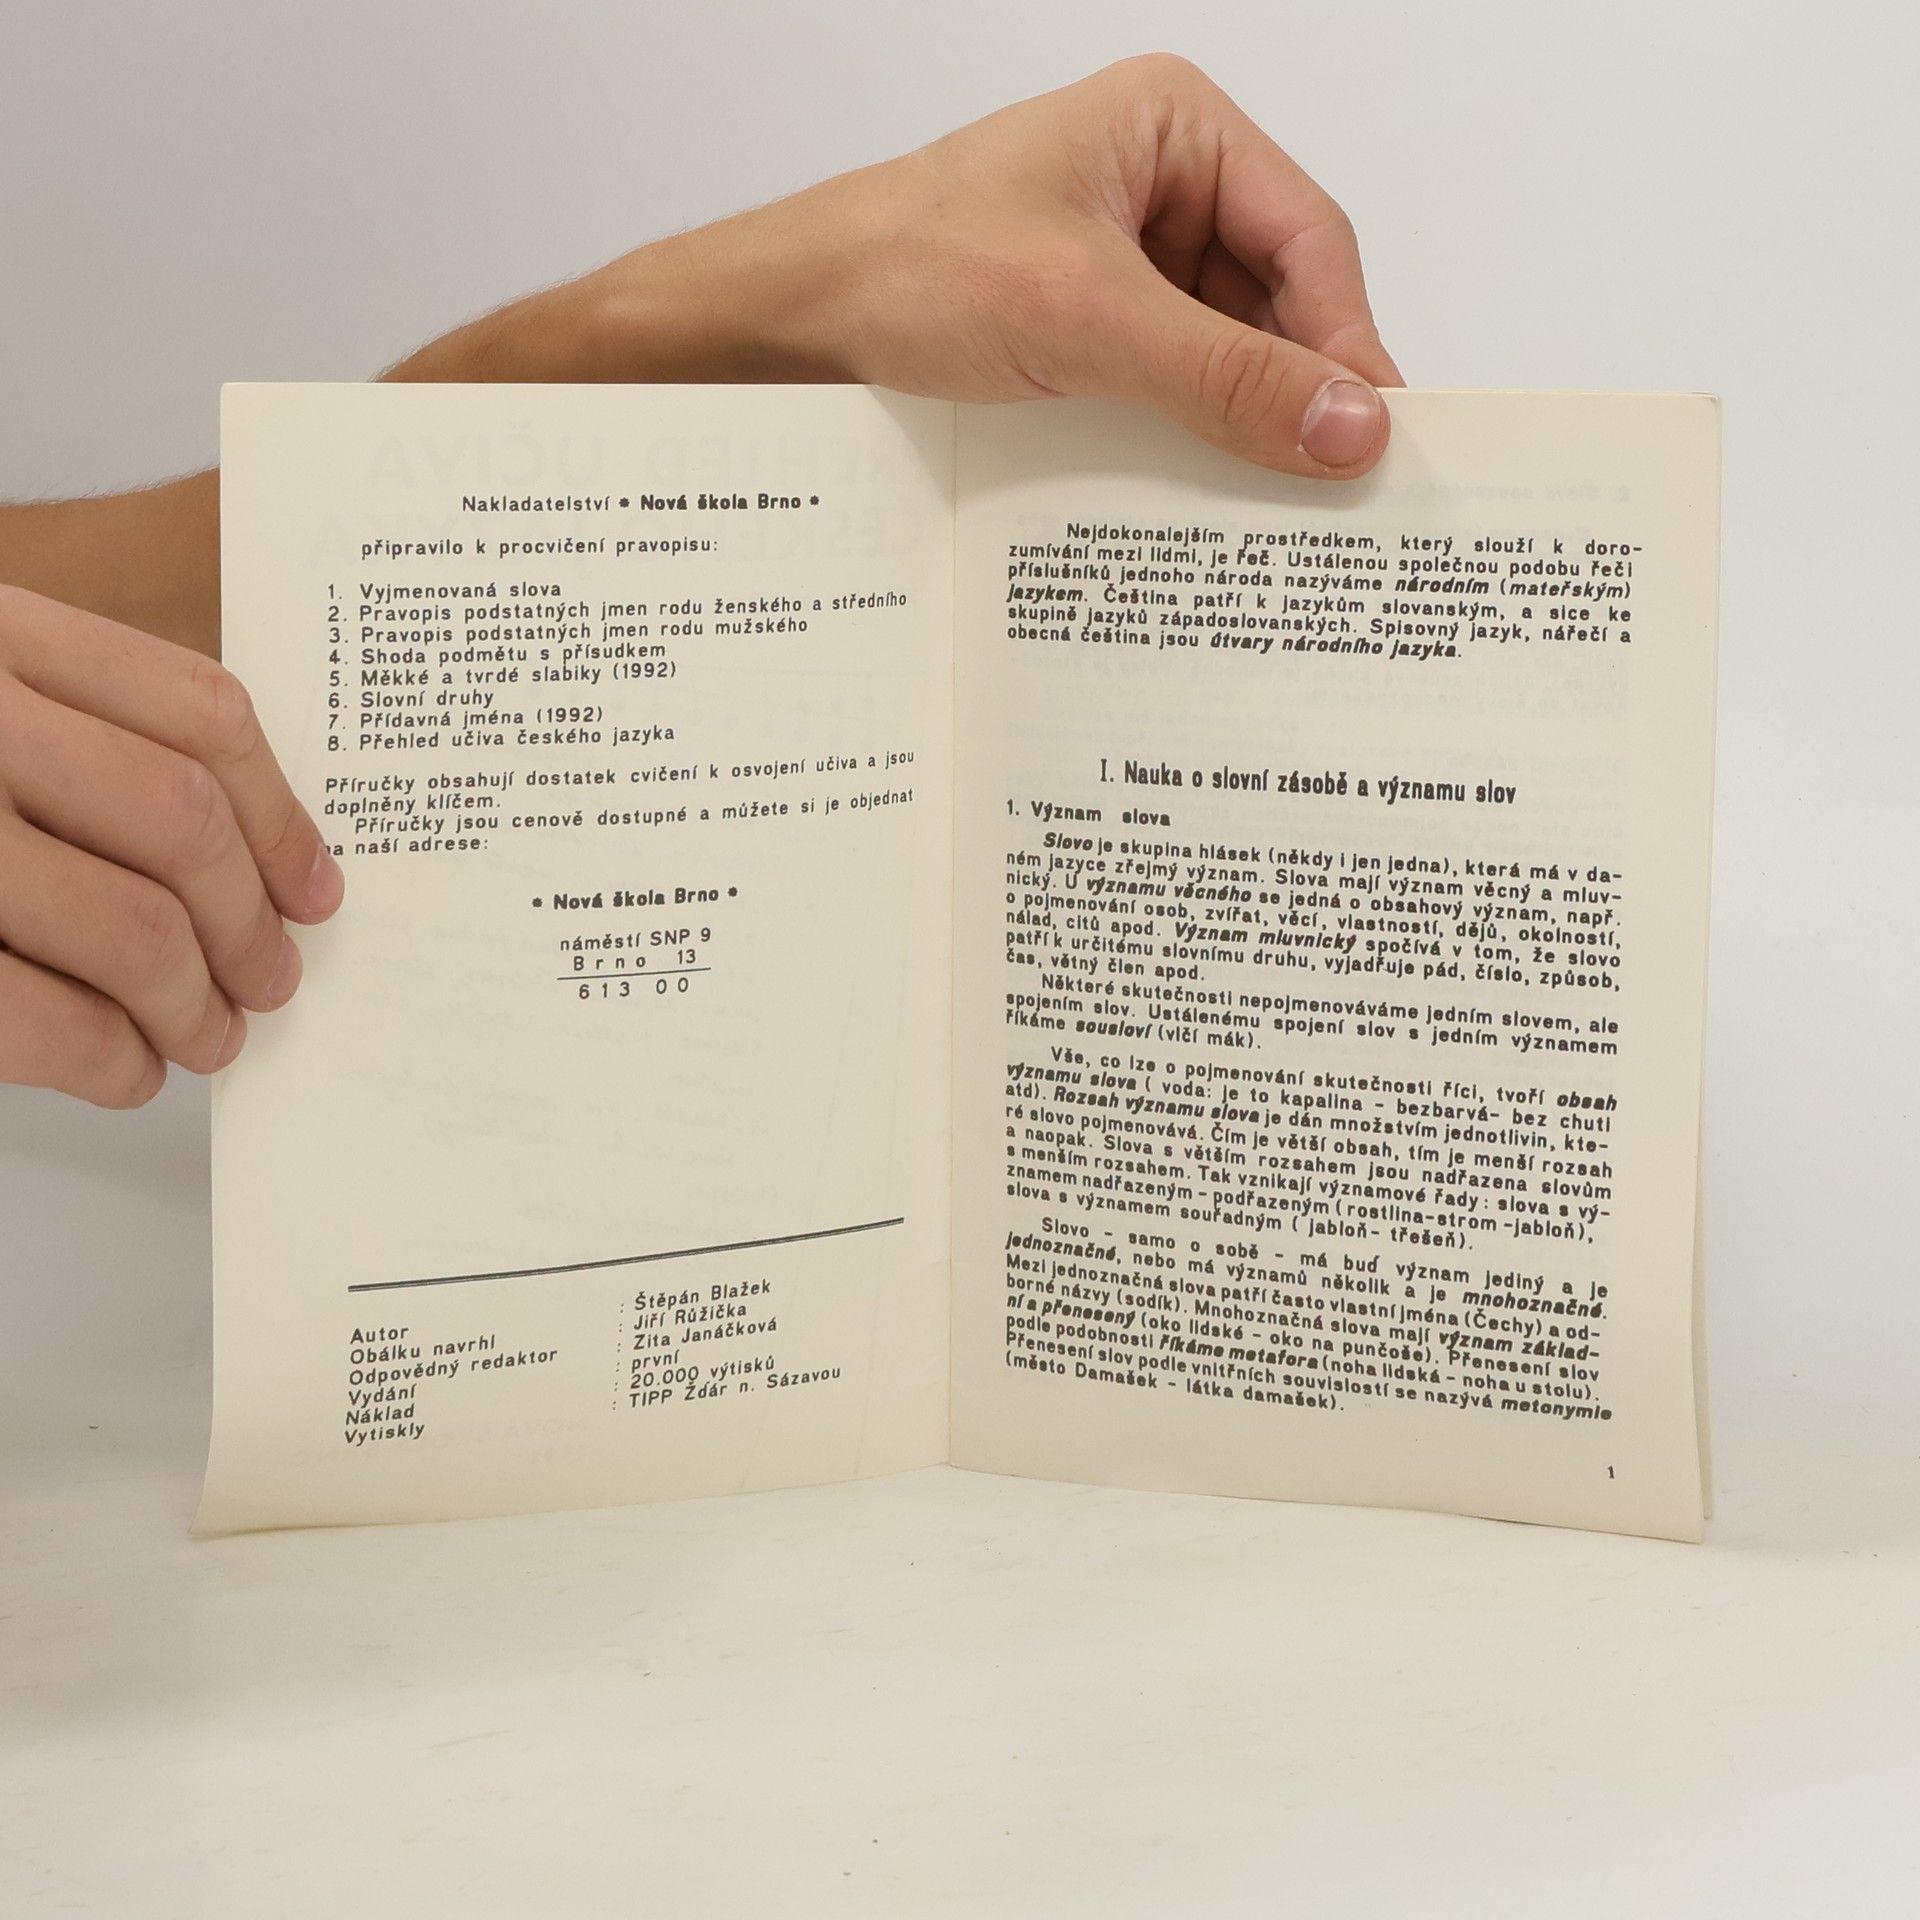 Nakladatelství * Nová škola Brno *
připravilo k procvičení pravopisu:
1. Vyjmenovaná slova
2. Pravopis podstatných jmen rodu ženského a středního
3. Pravopis podstatných jmen rodu mužského
4. Shoda podmětu s přísudkem
5. Měkké a tvrdé slabiky (1992)
6. Slovní druhy
7. Přídavná jména (1992)
8. Přehled učiva českého jazyka
Příručky obsahují dostatek cvičení k osvojení učiva a jsou
doplněny klíčem.
Příručky jsou cenově dostupné a můžete si je objednat
na naší adrese:
* Nová škola Brno *
náměstí SNP 9
Brno 13
613 00
Autor : Štěpán Blažek
Obálku navrhl : Jiří Růžička
Odpovědný redaktor : Zita Janáčková
Vydání : první
Náklad : 20.000 výtisků
Vytiskly : TIPP Žďár n. Sázavou
Nejdokonalejším prostředkem, který slouží k doro-
zumívání mezi lidmi, je řeč. Ustálenou společnou podobu řeči
příslušníků jednoho národa nazýváme národním (mateřským)
jazykem. Čeština patří k jazykům slovanským, a sice ke
skupině jazyků západoslovanských. Spisovný jazyk, nářečí a
obecná čeština jsou útvary národního jazyka.
I. Nauka o slovní zásobě a významu slov
1. Význam slova
Slovo je skupina hlásek (někdy i jen jedna), která má v da-
ném jazyce zřejmý význam. Slova mají význam věcný a mluv-
nický. U významu věcného se jedná o obsahový význam, např.
o pojmenování osob, zvířat, věcí, vlastností, dějů, okolností,
nálad, citů apod. Význam mluvnický spočívá v tom, že slovo
patří k určitému slovnímu druhu, vyjadřuje pád, číslo, způsob,
čas, větný člen apod.
Některé skutečnosti nepojmenováváme jedním slovem, ale
spojením slov. Ustálenému spojení slov s jedním významem
říkáme sousloví (vlčí mák).
Vše, co lze o pojmenování skutečnosti říci, tvoří obsah
významu slova ( voda: je to kapalina - bezbarvá- bez chuti
atd). Rozsah významu slova je dán množstvím jednotlivin, kte-
ré slovo pojmenovává. Čím je větší obsah, tím je menší rozsah
a naopak. Slova s větším rozsahem jsou nadřazena slovům
s menším rozsahem. Tak vznikají významové řady: slova s vý-
znamem nadřazeným - podřazeným (rostlina-strom -jabloň),
slova s významem souřadným ( jabloň- třešeň).
Slovo - samo o sobě - má buď význam jediný a je
jednoznačné, nebo má významů několik a je mnohoznačné.
Mezi jednoznačná slova patří často vlastní jména (Čechy) a od-
borné názvy (sodík). Mnohoznačná slova mají význam základ-
ní a přenesený (oko lidské - oko na punčoše). Přenesení slov
podle podobnosti říkáme metafora (noha lidská - noha u stolu).
Přenesení slov podle vnitřních souvislostí se nazývá metonymie
(město Damašek - látka damašek).
1